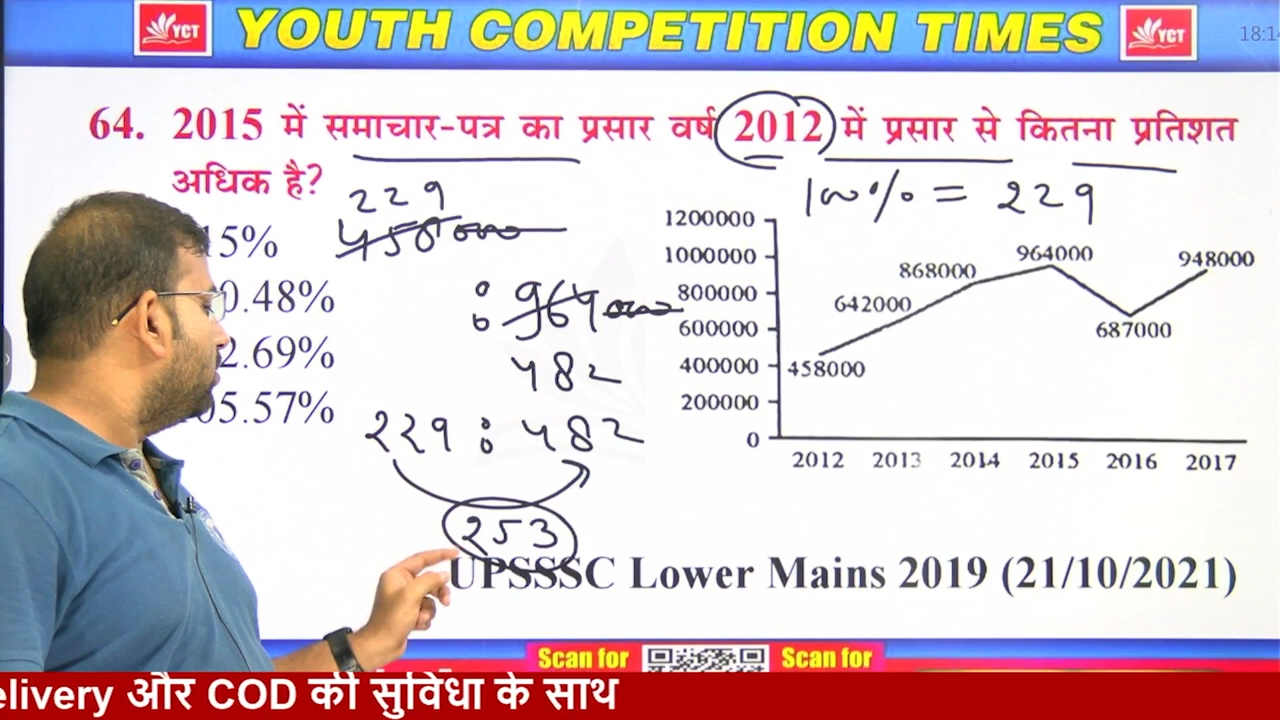 YCT YOUTH COMPETITION TIMES YCT
64. 2015 में समाचार-पत्र का प्रसार वर्ष 2012 में प्रसार से कितना प्रतिशत
अधिक है?
229
458000
100% = 229
15%
0.48%
2.69%
05.57%
: 964000
482
229 : 482
253
1200000
1000000
800000
600000
400000
200000
0
458000
642000
868000
964000
687000
948000
2012 2013 2014 2015 2016 2017
UPSSSC Lower Mains 2019 (21/10/2021)
Scan for Scan for
elivery और COD की सुविधा के साथ